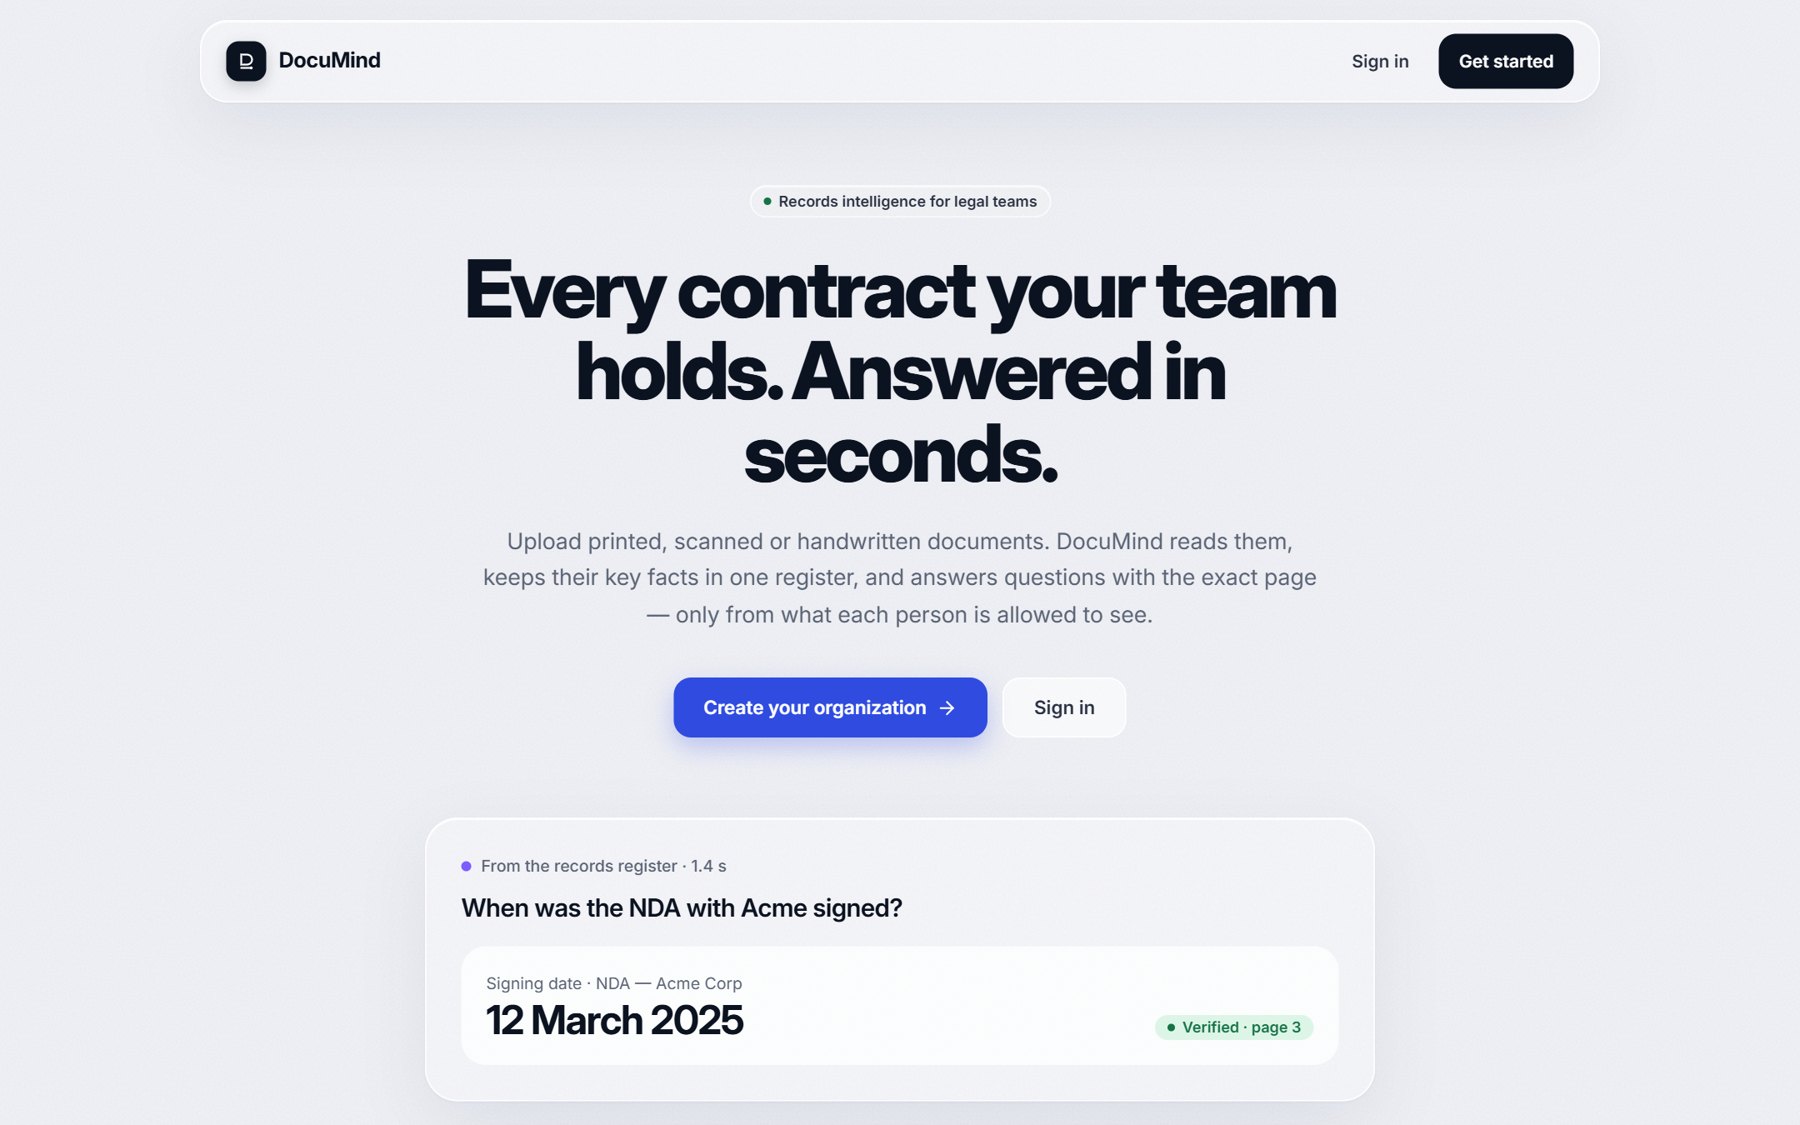 DocuMind
Sign in
Get started
Records intelligence for legal teams
Every contract your team
holds. Answered in
seconds.
Upload printed, scanned or handwritten documents. DocuMind reads them,
keeps their key facts in one register, and answers questions with the exact page
— only from what each person is allowed to see.
Create your organization →
Sign in
From the records register · 1.4 s
When was the NDA with Acme signed?
Signing date · NDA — Acme Corp
12 March 2025
Verified · page 3